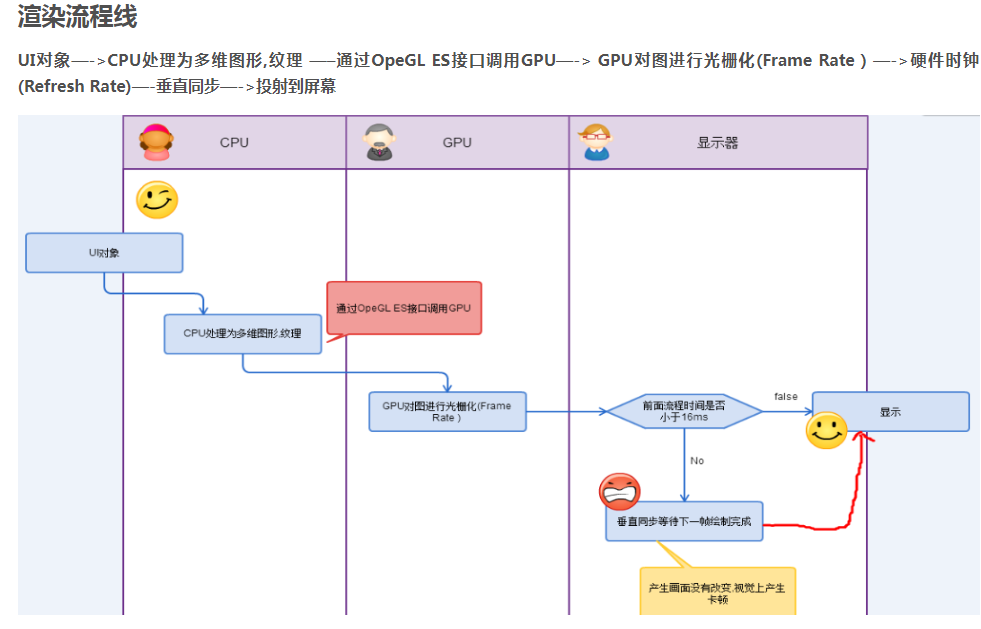 渲染流程线
UI对象—->CPU处理为多维图形,纹理 —–通过OpeGL ES接口调用GPU—-> GPU对图进行光栅化(Frame Rate ) —->硬件时钟
(Refresh Rate)—-垂直同步—->投射到屏幕
CPU
GPU
显示器
UI对象
通过OpeGL ES接口调用GPU
CPU处理为多维图形,纹理
GPU对图进行光栅化(Frame
Rate )
前面流程时间是否
小于16ms
false
显示
No
垂直同步等待下一帧绘制完成
产生画面没有改变,视觉上产生
卡顿